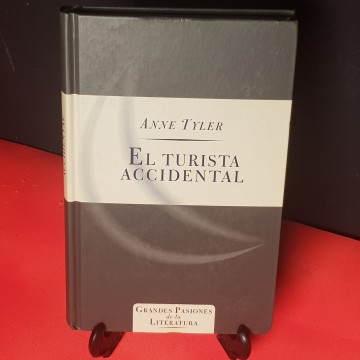 ANNE TYLER
EL TURISTA
ACCIDENTAL
GRANDES PASIONES
de la
LITERATURA